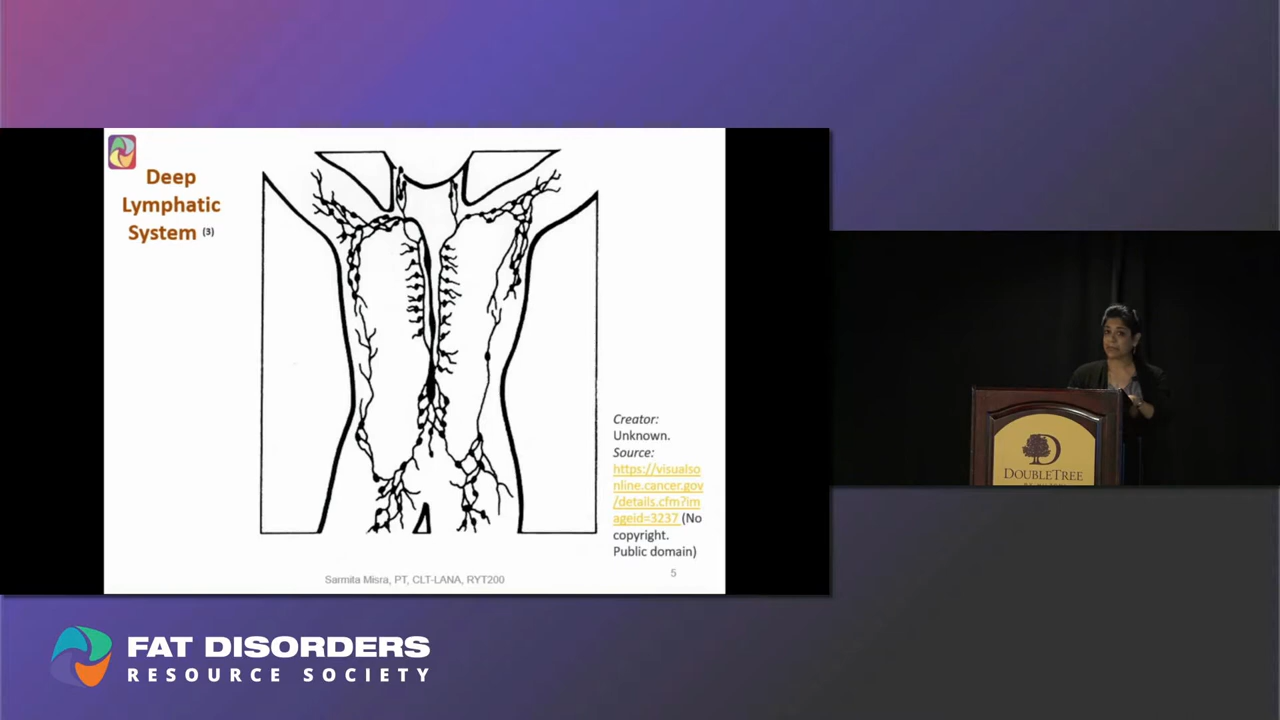 Deep
Lymphatic
System (3)
Creator:
Unknown.
Source:
https://visualso
nline.cancer.gov
/details.cfm?im
ageid=3237 (No
copyright.
Public domain)
Sarmita Misra, PT, CLT-LANA, RYT200
5
D
DOUBLETREE
FAT DISORDERS
RESOURCE SOCIETY